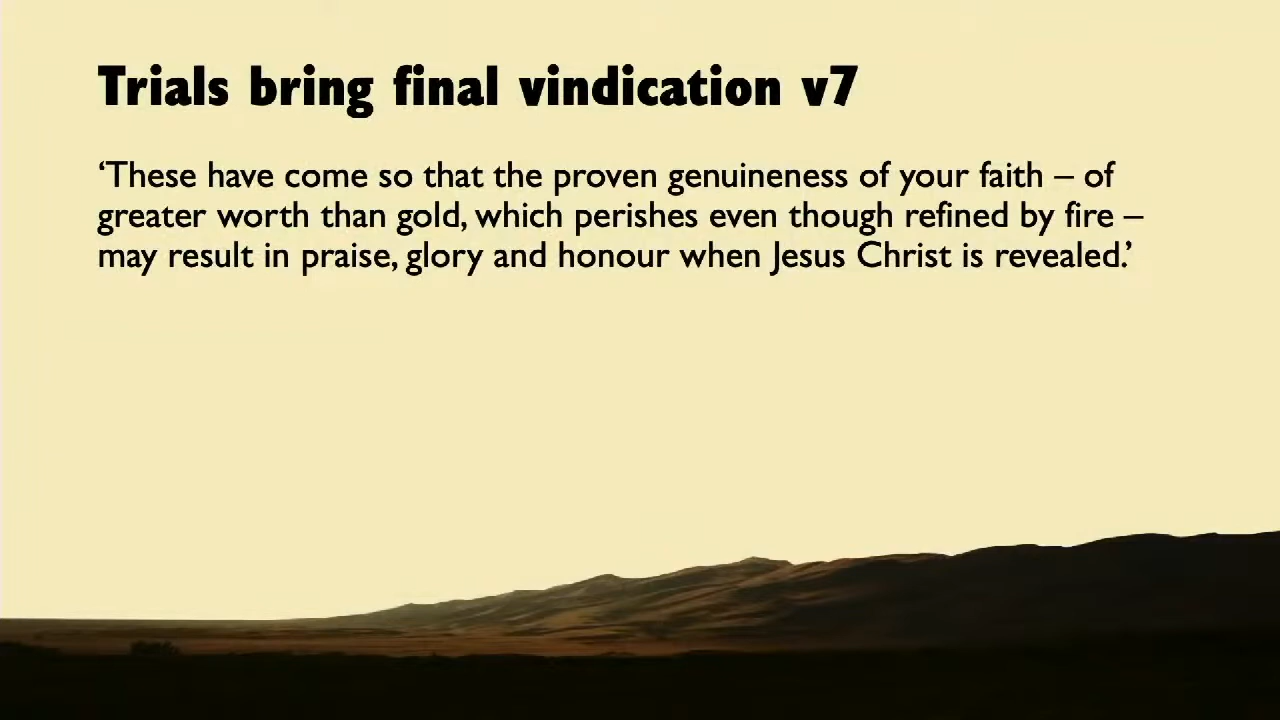 Trials bring final vindication v7
‘These have come so that the proven genuineness of your faith – of
greater worth than gold, which perishes even though refined by fire –
may result in praise, glory and honour when Jesus Christ is revealed.’